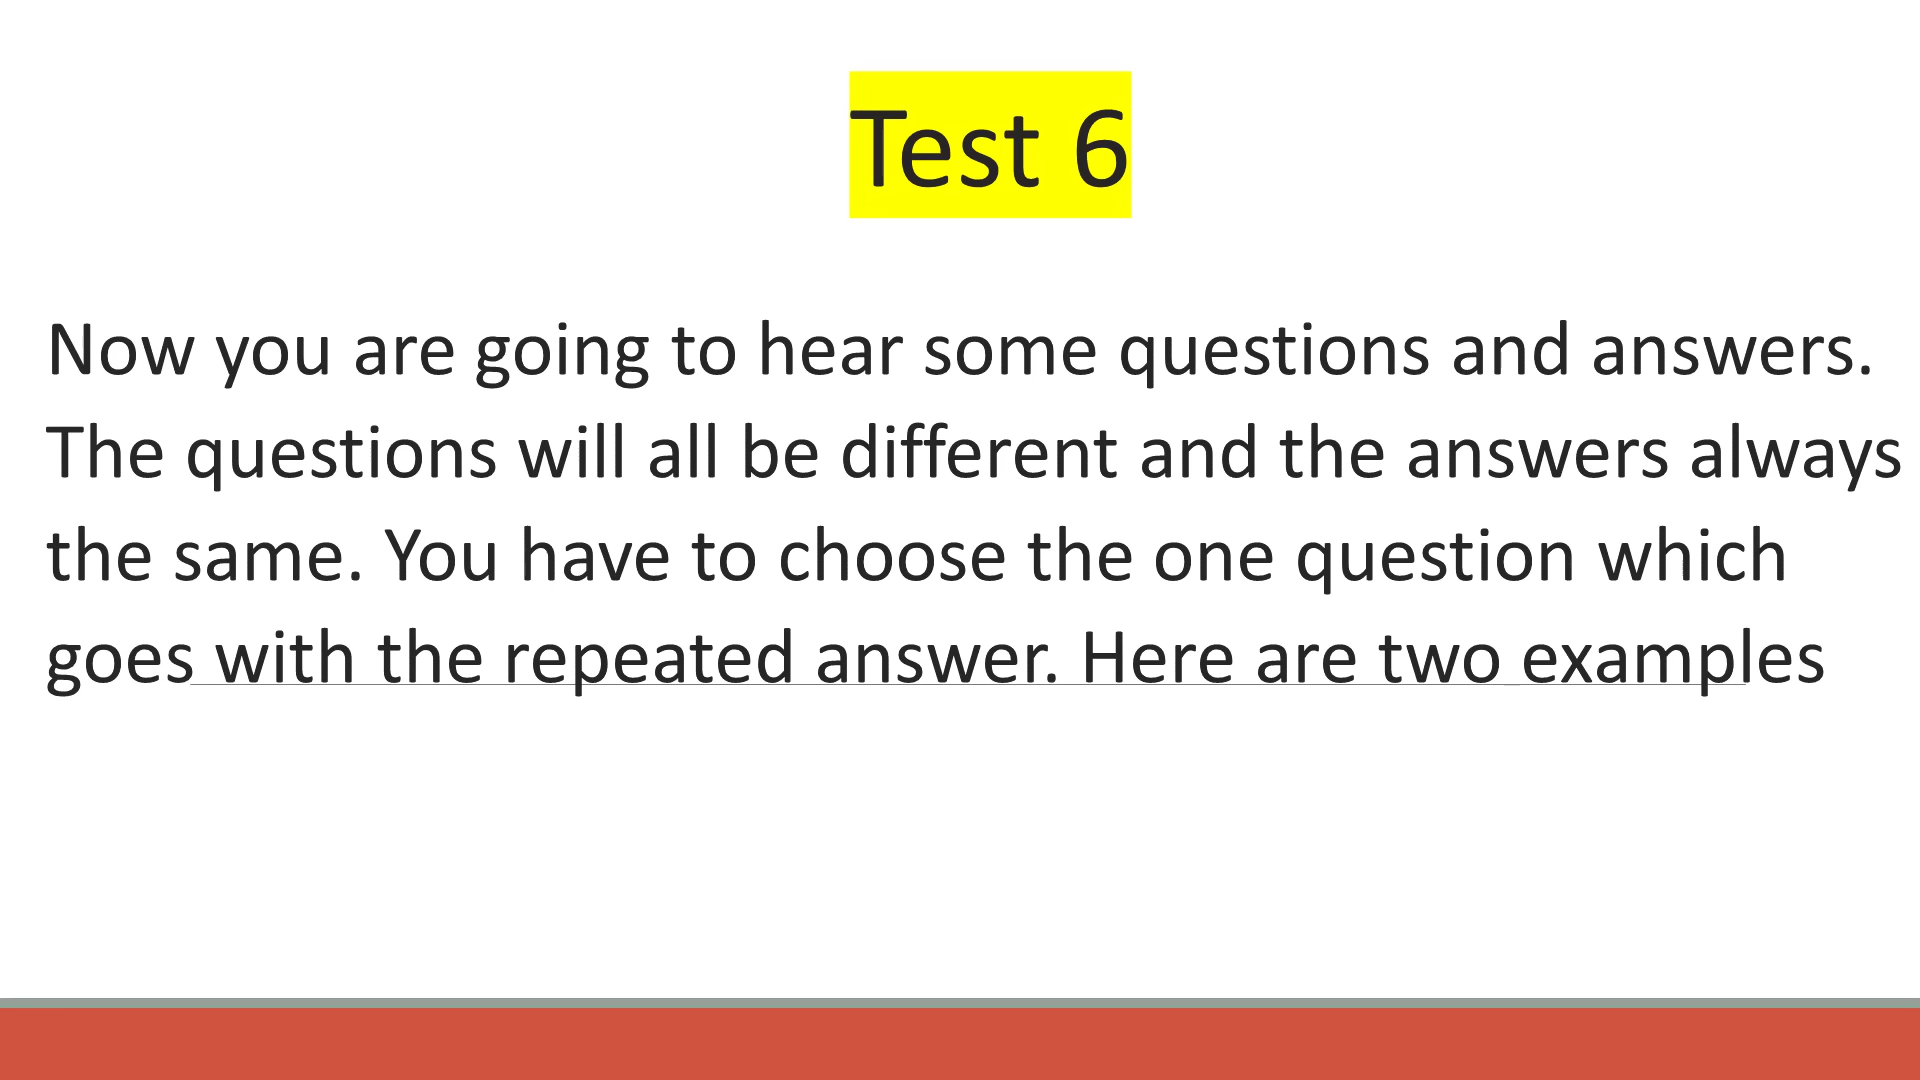 Test 6
Now you are going to hear some questions and answers.
The questions will all be different and the answers always
the same. You have to choose the one question which
goes with the repeated answer. Here are two examples